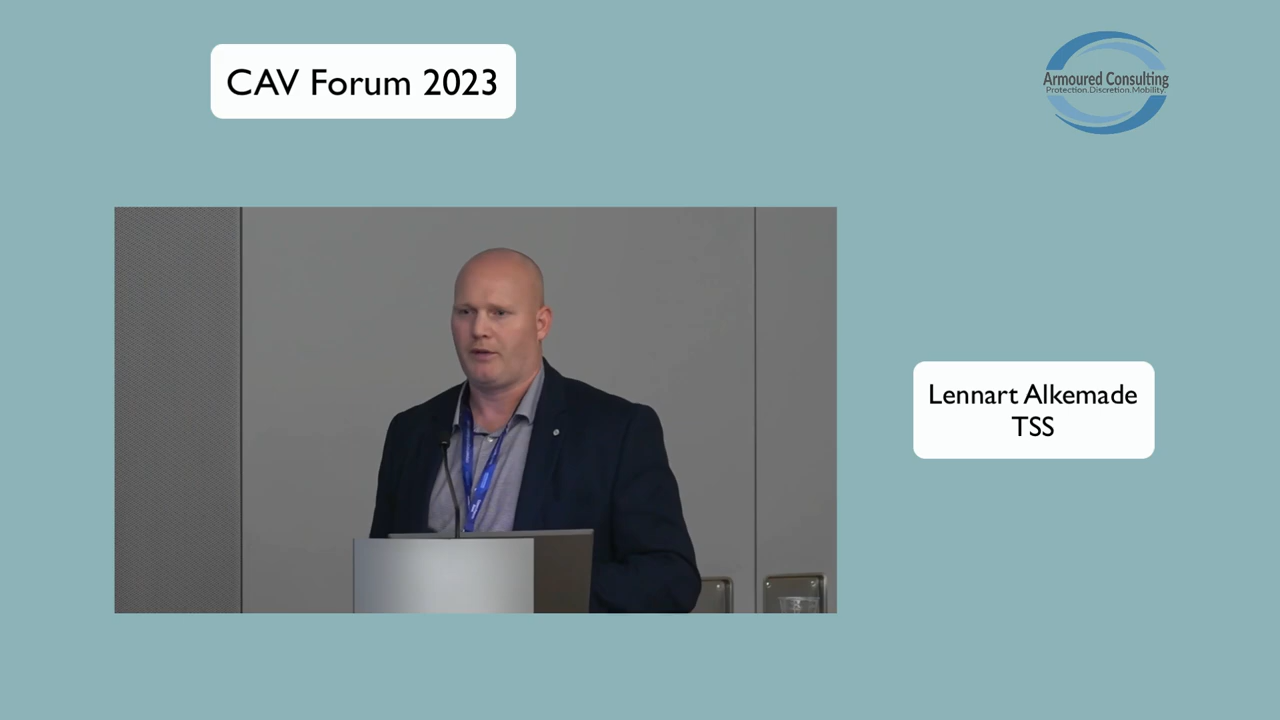 CAV Forum 2023
Armoured Consulting
Protection.Discretion.Mobility.
Lennart Alkemade
TSS